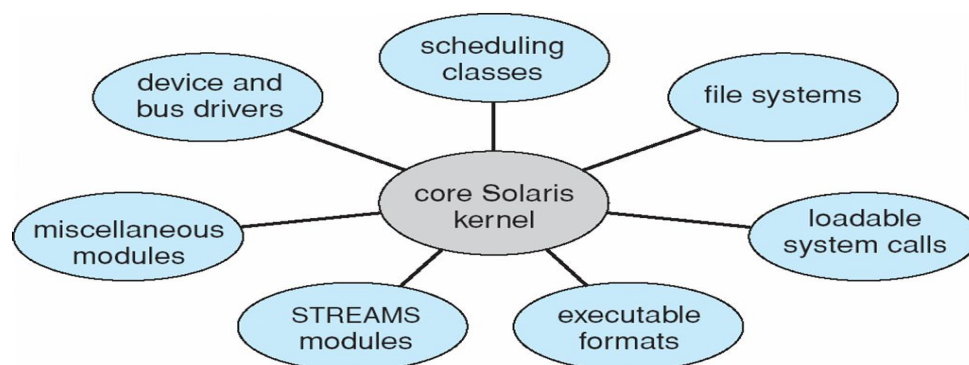 scheduling
classes
device and
bus drivers
file systems
core Solaris
kernel
miscellaneous
modules
loadable
system calls
STREAMS
modules
executable
formats